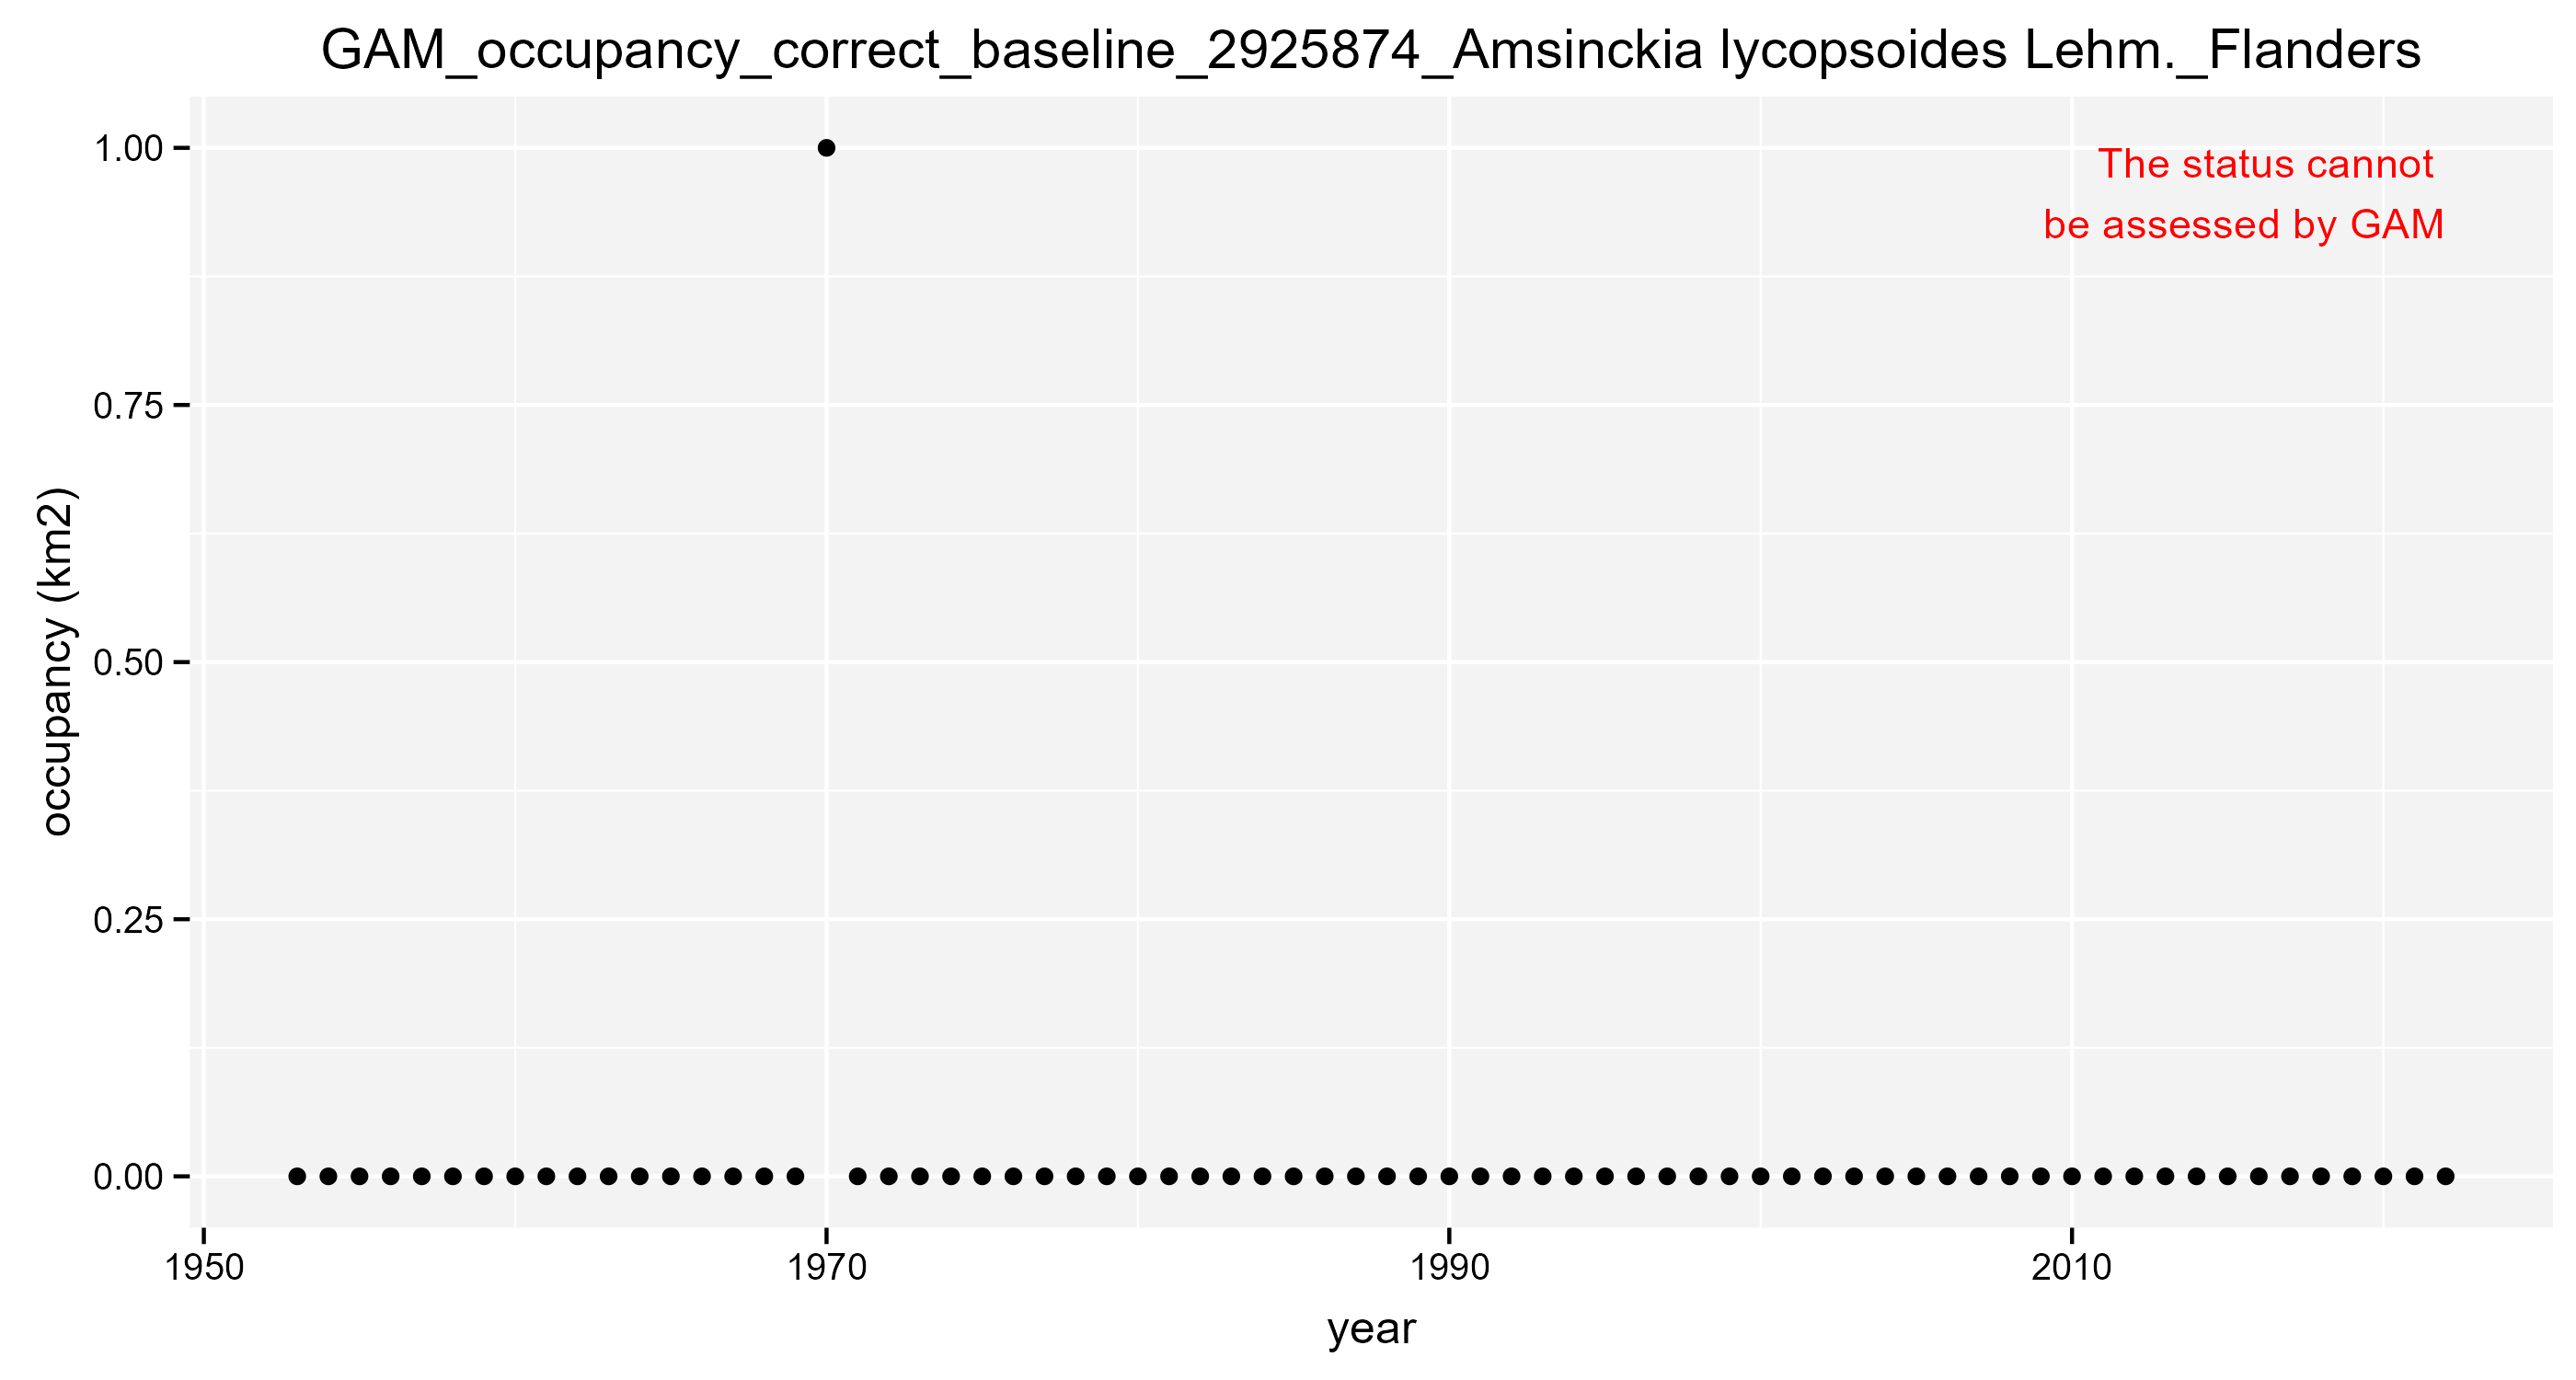 GAM_occupancy_correct_baseline_2925874_Amsinckia lycopsoides Lehm._Flanders
1.00
The status cannot
be assessed by GAM
0.75
occupancy (km2)
0.50
0.25
0.00
1950
1970
1990
2010
year